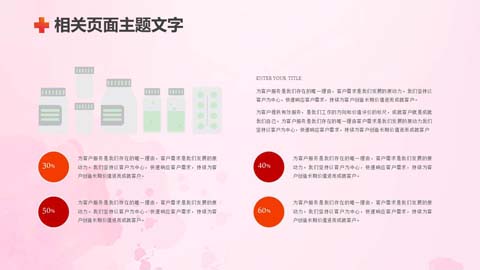 相关页面主题文字
ENTER YOUR TITLE
为客户服务是我们存在的唯一理由，客户需求是我们发展的原动力。我们坚持以
客户为中心，快速响应客户需求，持续为客户创造长期价值进而成就客户。
为客户提供有效服务，是我们工作的方向和价值评价的标尺，成就客户就是成就
我们自己。为客户服务是我们存在的唯一理由客户需求是我们发展的原动力我们坚
持以客户为中心，快速响应客户需求，持续为客户创造长期价值进而成就客户
30%
为客户服务是我们存在的唯一理由，客户需求是我们发展的原
动力。我们坚持以客户为中心，快速响应客户需求，持续为客
户创造长期价值进而成就客户。
40%
为客户服务是我们存在的唯一理由，客户需求是我们发展的原
动力。我们坚持以客户为中心，快速响应客户需求，持续为客
户创造长期价值进而成就客户。
50%
为客户服务是我们存在的唯一理由，客户需求是我们发展的原
动力。我们坚持以客户为中心，快速响应客户需求，持续为客
户创造长期价值进而成就客户。
60%
为客户服务是我们存在的唯一理由，客户需求是我们发展的原
动力。我们坚持以客户为中心，快速响应客户需求，持续为客
户创造长期价值进而成就客户。